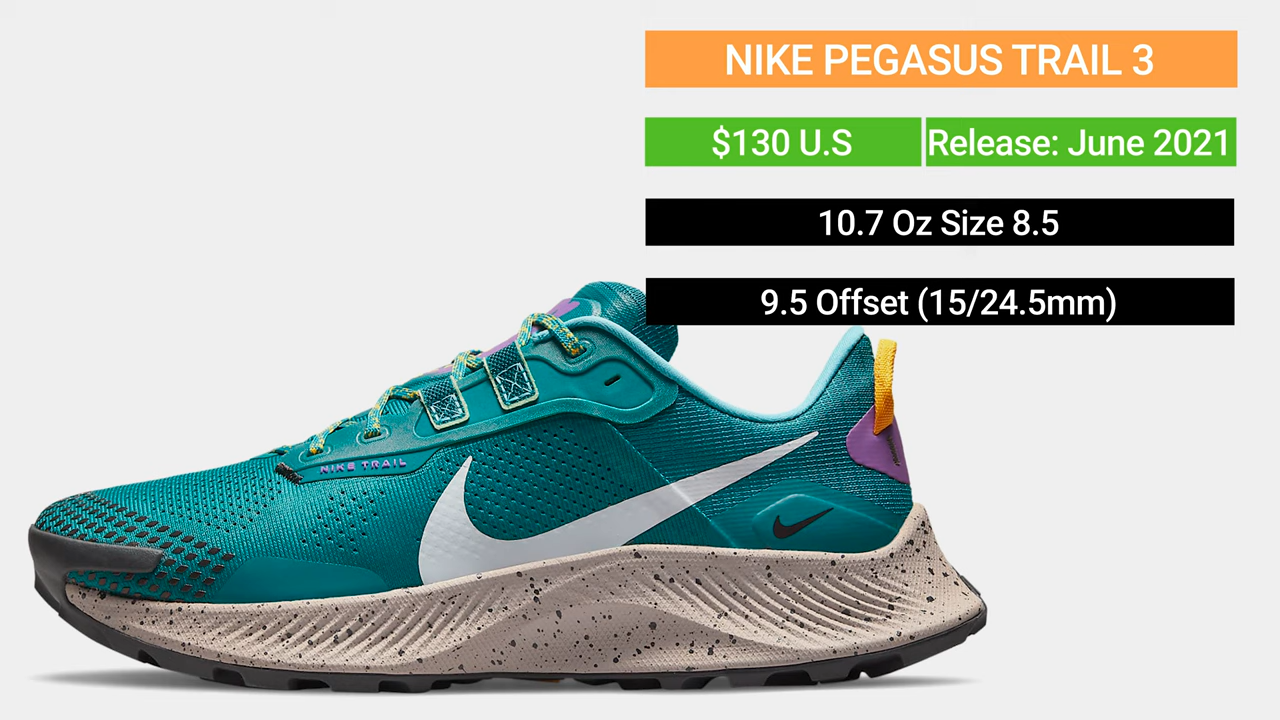 NIKE PEGASUS TRAIL 3
$130 U.S
Release: June 2021
10.7 Oz Size 8.5
9.5 Offset (15/24.5mm)
NIKE TRAIL